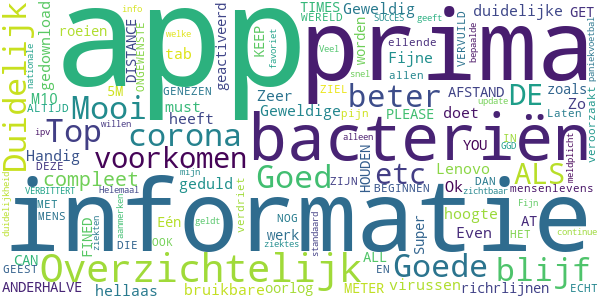 app prima
informatie
bacteriën
Overzichtelijk
Duidelijk
Mooi
Top
corona
voorkomen
Goed
Goede
blijf
beter
DE
ALS
etc
compleet
geduld
heeft
Handig
Zeer
Geweldige
Geweldig
Fijne
tab
geactiveerd
gedownload
roeien
M10
ALTIJD
DEZE
5M
GENEZEN
ONGEWENSTE
DISTANCE
info
welke
favoriet
KEEP
TIMES
WERELD
SUCCES
geeft
duidelijke
GET
bepaalde
Veel
snel
worden
VERVUILD
ellende
allen
zoals
Zo
update
Laten
paniekvoetbal
veroorzaakt
AFSTAND
ZIEL
pijn
PLEASE
must
doet
YOU
IN
GGD
alleen
HOUDEN
Lenovo
BEGINNEN
DAN
zichtbaar
meldplicht
mensenlevens
Ok
hoogte
Even
AT
HET
ZIJN
mijn
Eén
verdriet
geldt
NOG
werk
ziektes
standaard
Super
Fijn
continue
richrlijnen
ECHT
virussen
EN
ALL
METER
oorlog
bruikbare
OOK
DIE
FINED
aanmerken
ziekten
Helemaal
willen
ipv
nationale
VERBITTERT
MET
MENS
duidelijkheid
CAN
GEEST
ANDERHALVE
hellaas